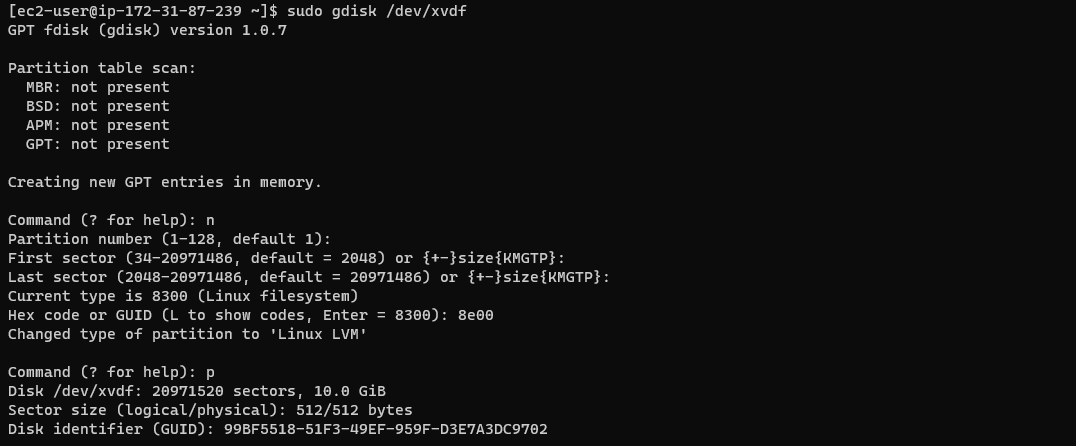 [ec2-user@ip-172-31-87-239 ~]$ sudo gdisk /dev/xvdf
GPT fdisk (gdisk) version 1.0.7
Partition table scan:
MBR: not present
BSD: not present
APM: not present
GPT: not present
Creating new GPT entries in memory.
Command (? for help): n
Partition number (1-128, default 1):
First sector (34-20971486, default = 2048) or {+-}size{KMGTP}:
Last sector (2048-20971486, default = 20971486) or {+-}size{KMGTP}:
Current type is 8300 (Linux filesystem)
Hex code or GUID (L to show codes, Enter = 8300): 8e00
Changed type of partition to 'Linux LVM'
Command (? for help): p
Disk /dev/xvdf: 20971520 sectors, 10.0 GiB
Sector size (logical/physical): 512/512 bytes
Disk identifier (GUID): 99BF5518-51F3-49EF-959F-D3E7A3DC9702